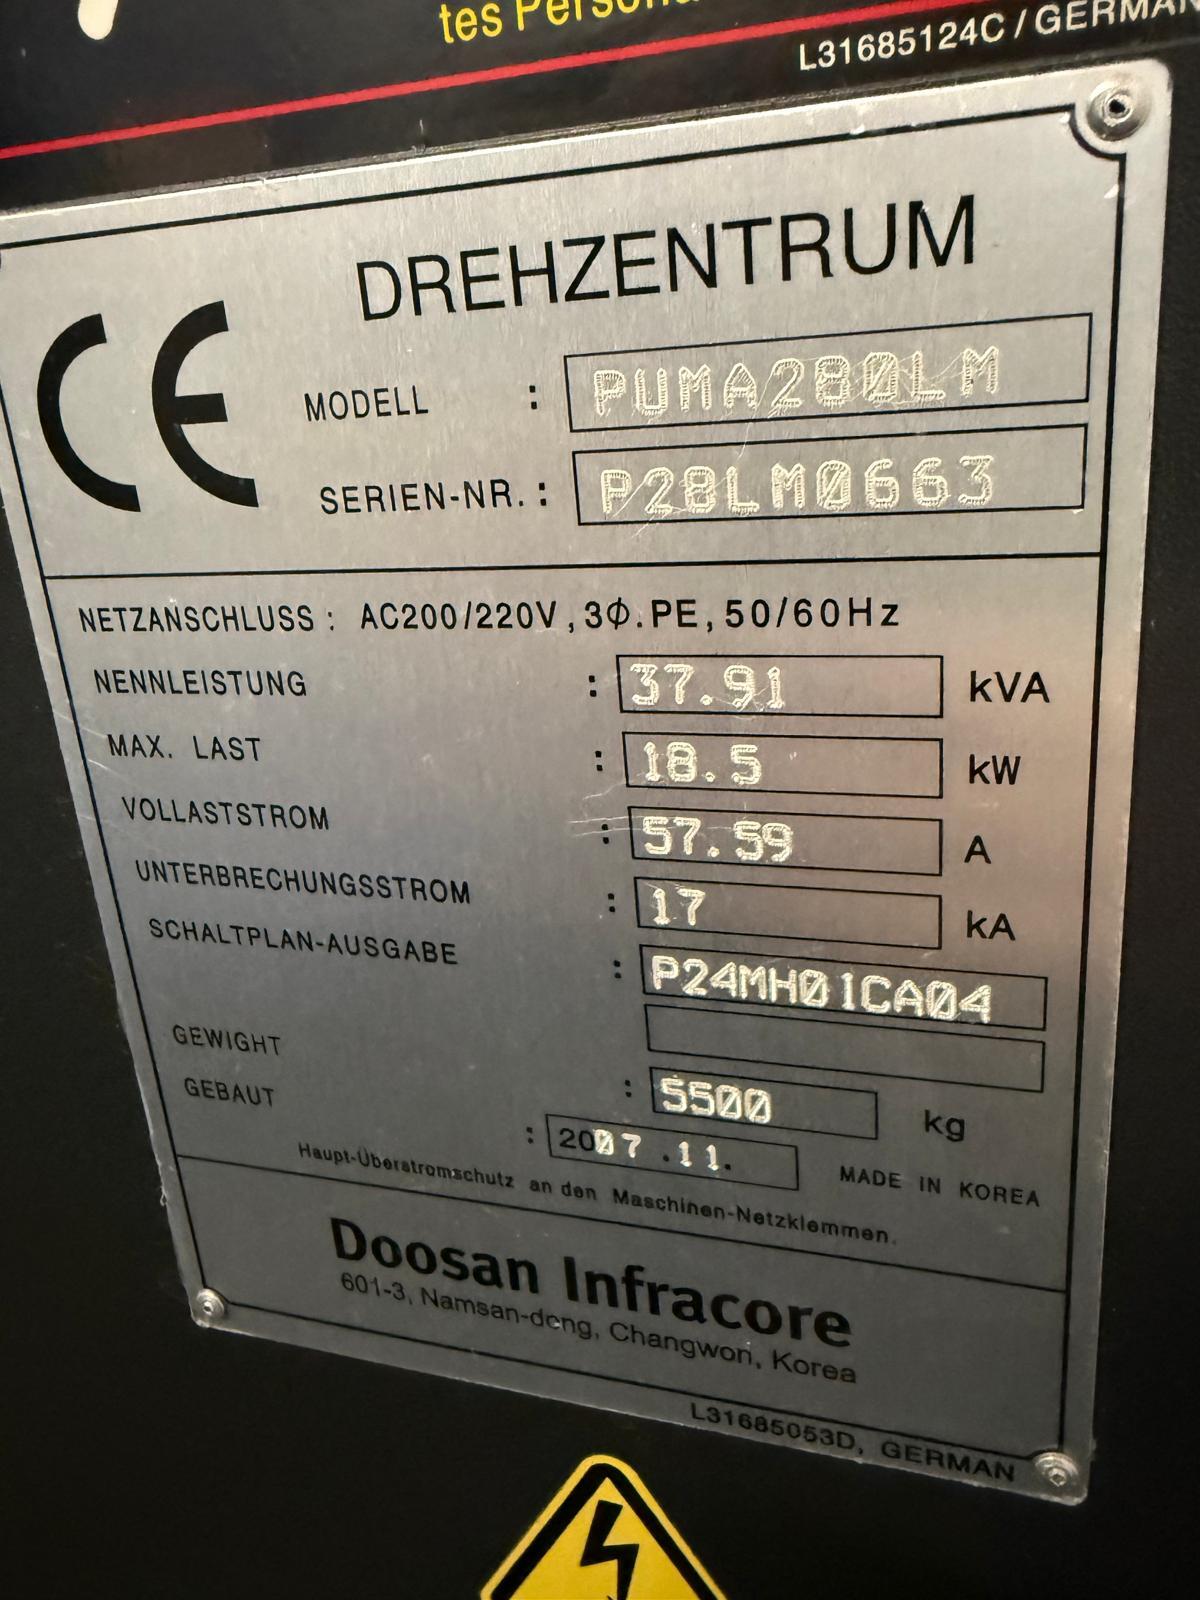 tes Persona
L31685124C / GERMAN
CE
DREHZENTRUM
MODELL : PUMA280LM
SERIEN-NR. : P28LM0663
NETZANSCHLUSS : AC200/220V, 3Φ. PE, 50/60Hz
NENNLEISTUNG : 37.91 kVA
MAX. LAST : 18.5 kW
VOLLASTSTROM : 57.59 A
UNTERBRECHUNGSSTROM : 17 kA
SCHALTPLAN-AUSGABE : P24MH01CA04
GEWIGHT : 5500 kg
GEBAUT : 2007.11. MADE IN KOREA
Haupt-Überstromschutz an den Maschinen-Netzklemmen.
Doosan Infracore
601-3, Namsan-dong, Changwon, Korea
L31685053D, GERMAN